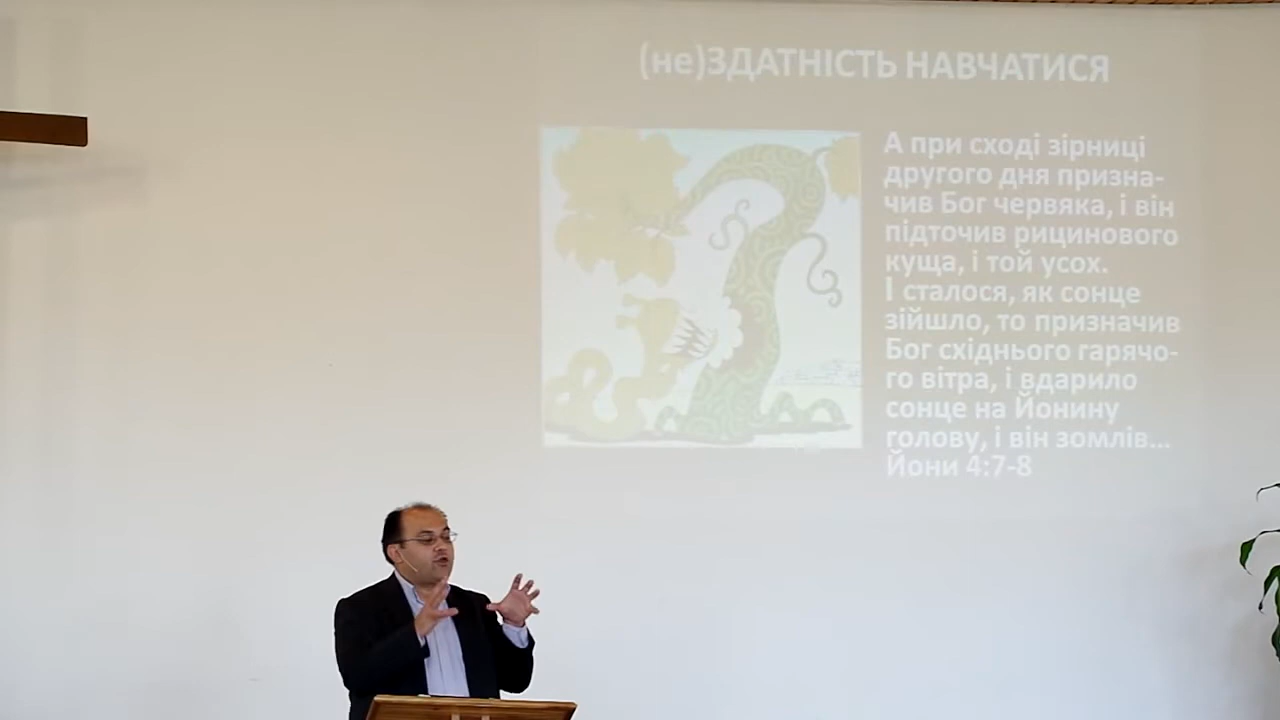 (не)ЗДАТНІСТЬ НАВЧАТИСЯ
А при сході зірниці
другого дня призна-
чив Бог червяка, і він
підточив рицинового
куща, і той усох.
І сталося, як сонце
зійшло, то призначив
Бог східнього гарячо-
го вітра, і вдарило
сонце на Йонину
голову, і він зомлів...
Йони 4:7-8